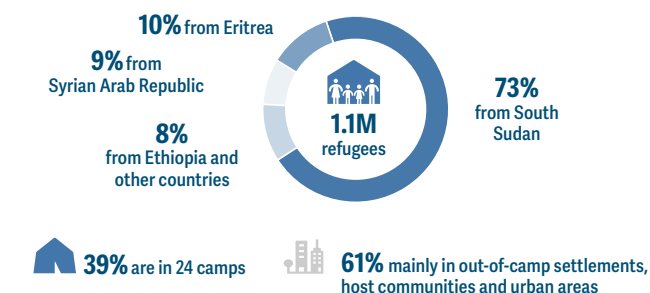 10% from Eritrea
9% from
Syrian Arab Republic
8%
from Ethiopia and
other countries
1.1M
refugees
73%
from South
Sudan
39% are in 24 camps
61% mainly in out-of-camp settlements,
host communities and urban areas